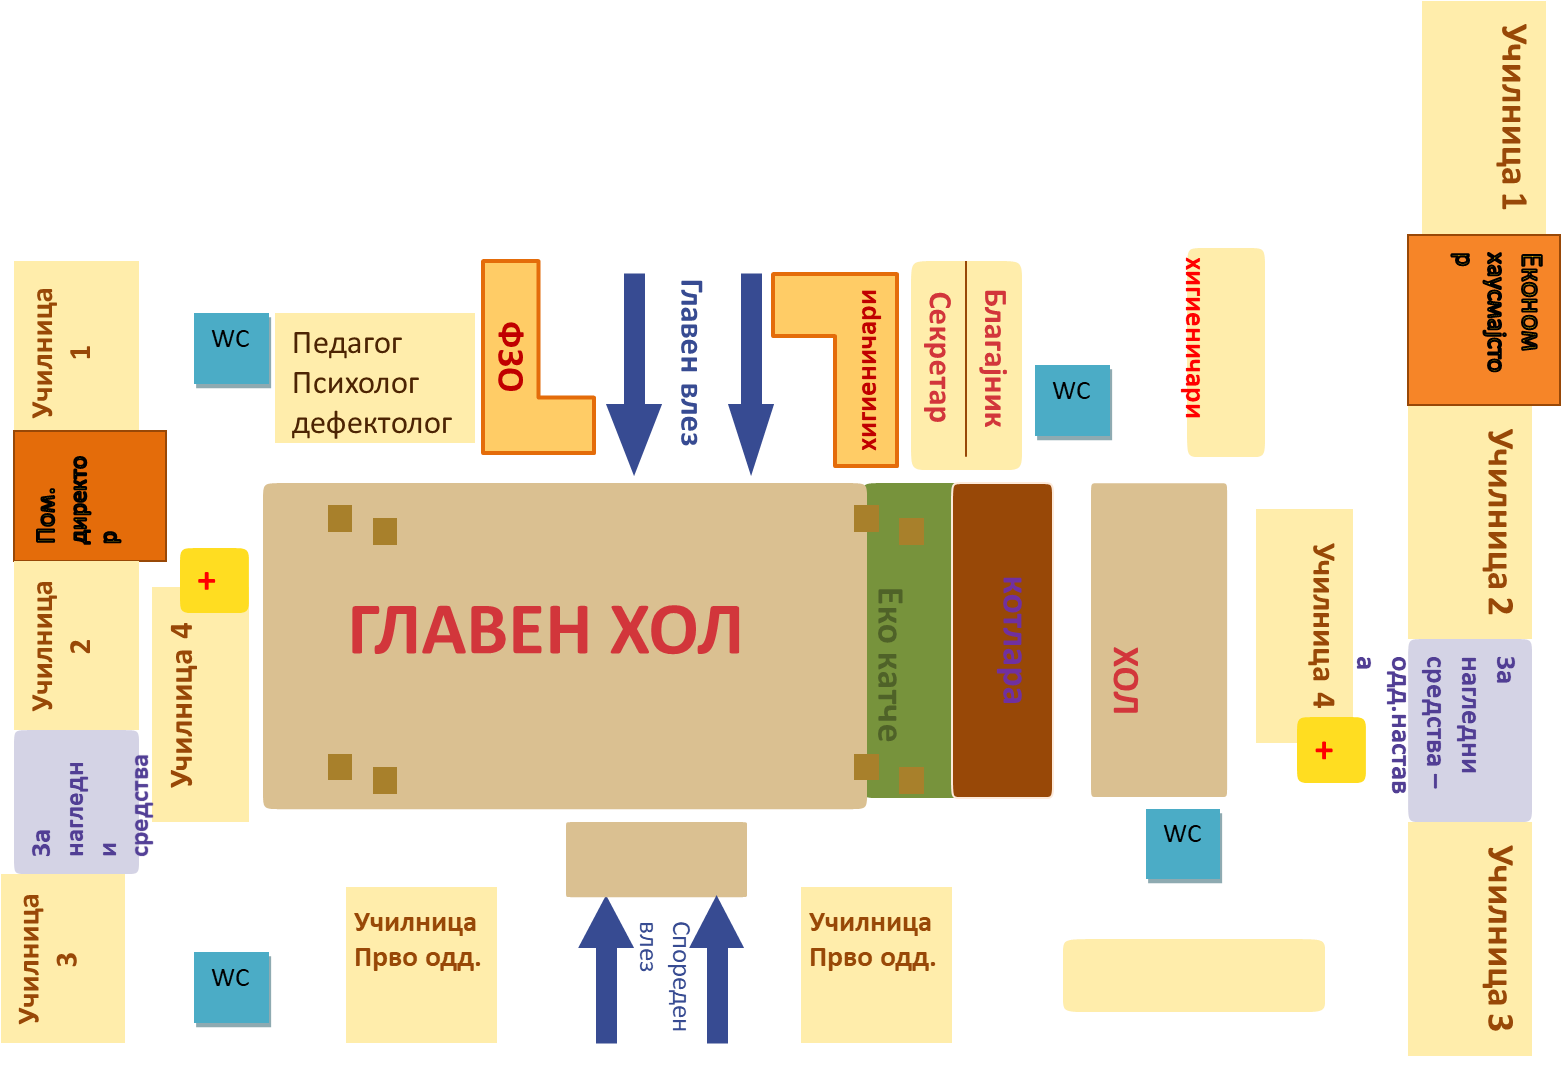 Училница 1
Економ
хаусмајсто
р
Училница
1
WC
Педагог
Психолог
дефектолог
ФЗО
Главен влез
хигиеничари
Благајник
Секретар
WC
хигиеничари
Пом.
директо
р
Училница 2
+
Училница
2
Училница 4
ГЛАВЕН ХОЛ
Еко катче
котлара
ХОЛ
Училница 4
+
За
нагледни
средства –
одд.настав
а
За
нагледн
и
средства
WC
Училница
3
WC
Училница
Прво одд.
Спореден
влез
Училница
Прво одд.
Училница 3